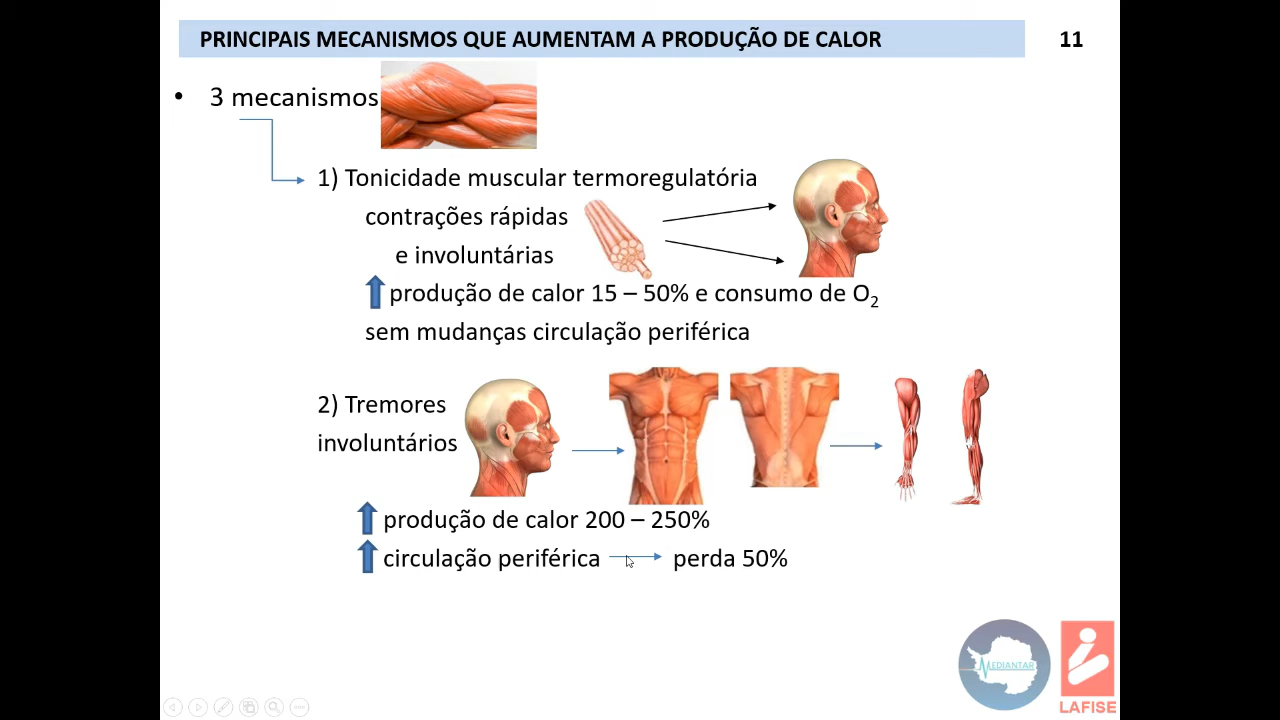 PRINCIPAIS MECANISMOS QUE AUMENTAM A PRODUÇÃO DE CALOR 11
• 3 mecanismos
1) Tonicidade muscular termoregulatória
contrações rápidas
e involuntárias
produção de calor 15 – 50% e consumo de O₂
sem mudanças circulação periférica
2) Tremores
involuntários
produção de calor 200 – 250%
circulação periférica perda 50%
MEDIANTAR
LAFISE